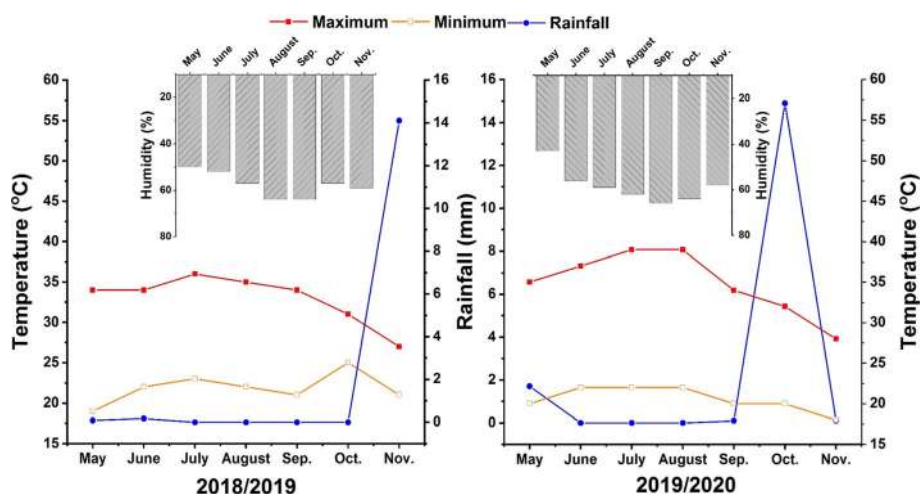 Maximum Minimum Rainfall
May June July August Sep. Oct. Nov.
May June July August Sep. Oct. Nov.
60 55 50 45 40 35 30 25 20 15
Temperature (°C)
20 40 60 80
Humidity (%)
16 14 12 10 8 6 4 2 0
Rainfall (mm)
16 14 12 10 8 6 4 2 0
20 40 60 80
Humidity (%)
60 55 50 45 40 35 30 25 20 15
Temperature (°C)
May June July August Sep. Oct. Nov.
2018/2019
May June July August Sep. Oct. Nov.
2019/2020